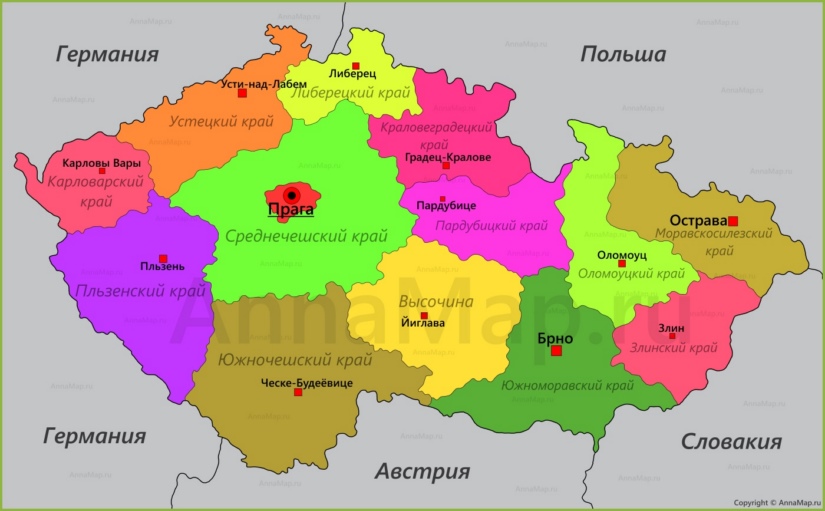 Германия
Польша
Либерец
Либерецкий край
Усти-над-Лабем
Устецкий край
Краловеградецкий
край
Градец-Кралове
Карловы Вары
Карловарский
край
Прага
Среднечешский край
Пардубице
Пардубицкий край
Острава
Моравскосилезский
край
Оломоуц
Оломоуцкий край
Пльзень
Пльзенский край
Высочина
Йиглава
AnnaMap.ru
Брно
Злин
Злинский край
Южночешский край
Ческе-Будеёвице
Южноморавский край
Германия
Австрия
Словакия
Copyright © AnnaMap.ru